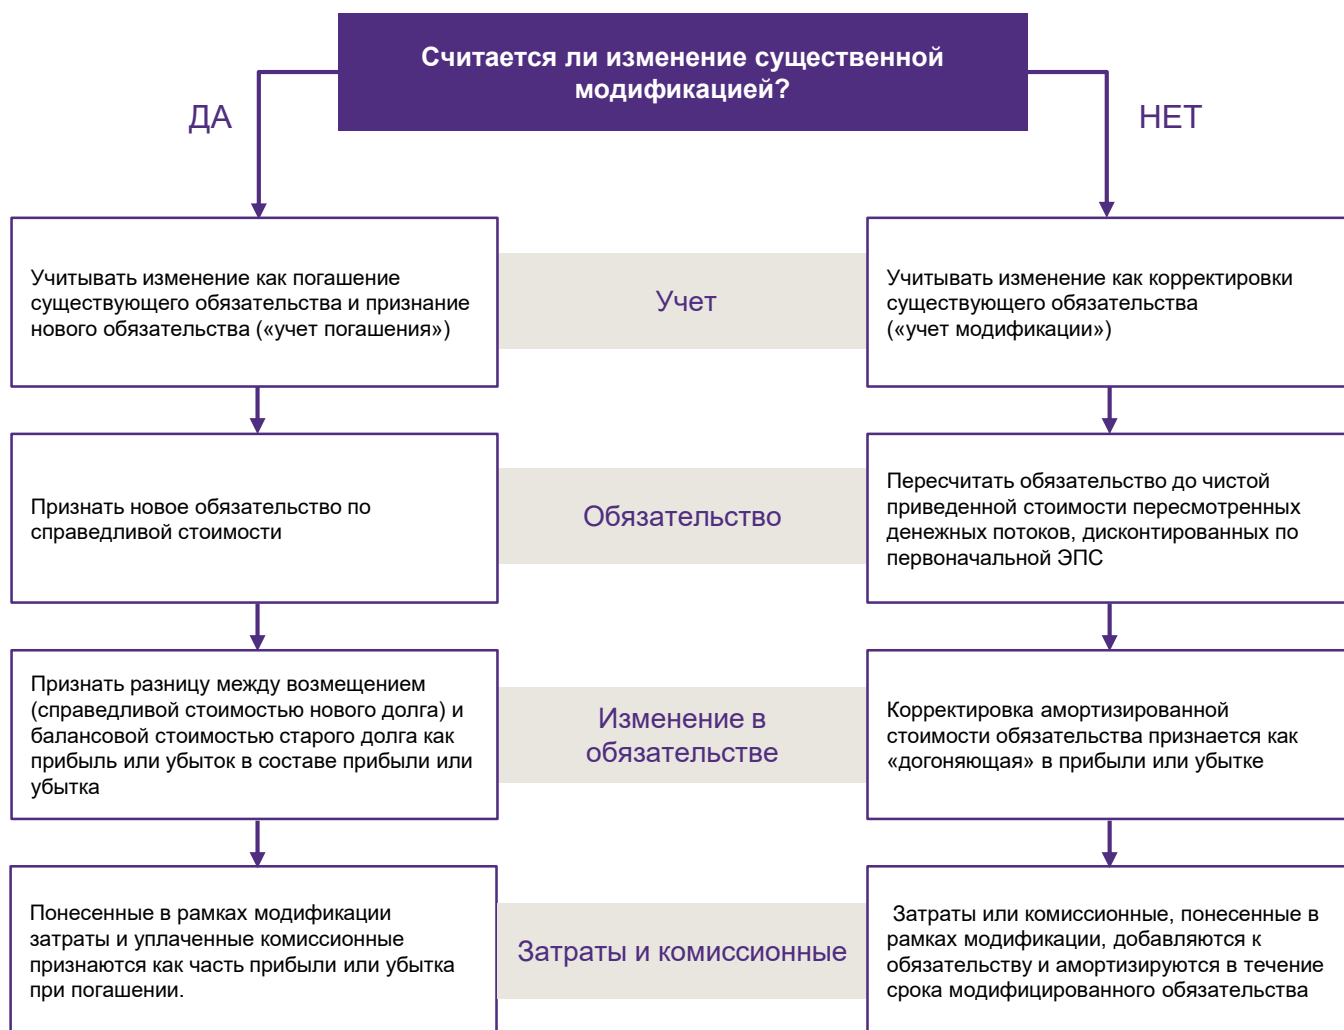 Считается ли изменение существенной
модификацией?
ДА
НЕТ
Учитывать изменение как погашение
существующего обязательства и признание
нового обязательства («учет погашения»)
Учет
Учитывать изменение как корректировки
существующего обязательства
(«учет модификации»)
Признать новое обязательство по
справедливой стоимости
Обязательство
Пересчитать обязательство до чистой
приведенной стоимости пересмотренных
денежных потоков, дисконтированных по
первоначальной ЭПС
Признать разницу между возмещением
(справедливой стоимостью нового долга) и
балансовой стоимостью старого долга как
прибыль или убыток в составе прибыли или
убытка
Изменение в
обязательстве
Корректировка амортизированной
стоимости обязательства признается как
«догоняющая» в прибыли или убытке
Понесенные в рамках модификации
затраты и уплаченные комиссионные
признаются как часть прибыли или убытка
при погашении.
Затраты и комиссионные
Затраты или комиссионные, понесенные в
рамках модификации, добавляются к
обязательству и амортизируются в течение
срока модифицированного обязательства